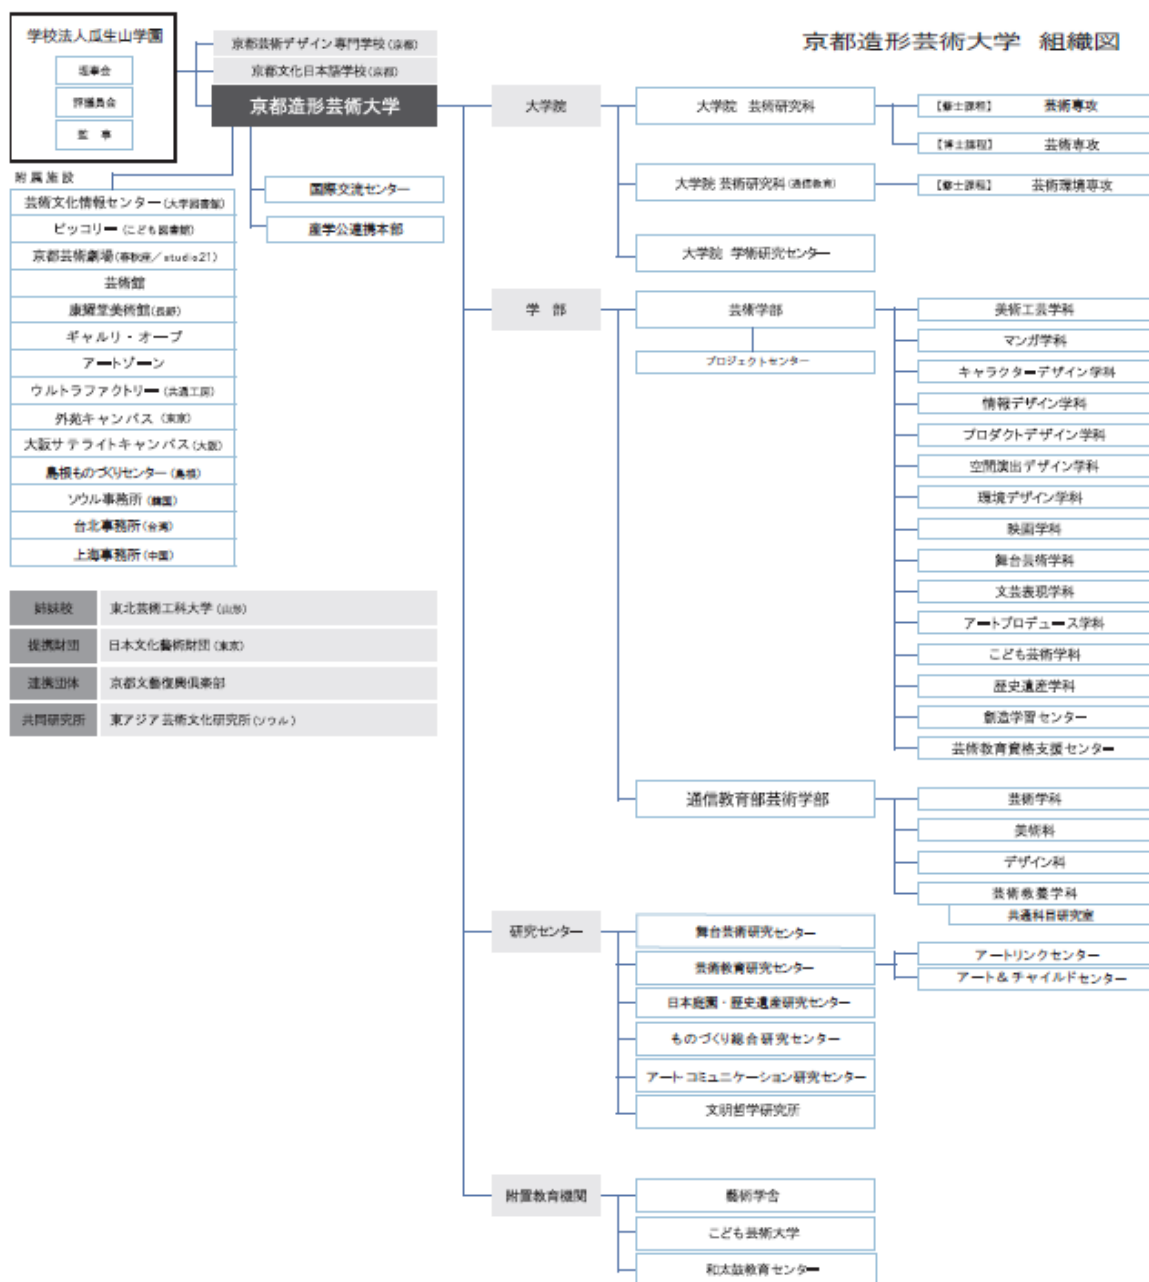 京都造形芸術大学 組織図
学校法人瓜生山学園
理事会
評議員会
監 事
京都芸術デザイン専門学校(京都)
京都文化日本語学校(京都)
京都造形芸術大学
国際交流センター
産学公連携本部
附属施設
芸術文化情報センター(大学図書館)
ピッコリー(こども図書館)
京都芸術劇場(春秋座/studio21)
芸術館
康耀堂美術館(長野)
ギャルリ・オーブ
アートゾーン
ウルトラファクトリー(共通工房)
外苑キャンパス(東京)
大阪サテライトキャンパス(大阪)
島根ものづくりセンター(島根)
ソウル事務所(韓国)
台北事務所(台湾)
上海事務所(中国)
姉妹校 東北芸術工科大学(山形)
提携財団 日本文化藝術財団(東京)
連携団体 京都文藝復興倶楽部
共同研究所 東アジア芸術文化研究所(ソウル)
大学院
大学院 芸術研究科
【修士課程】 芸術専攻
【博士課程】 芸術専攻
大学院 芸術研究科(通信教育)
【修士課程】 芸術環境専攻
大学院 学術研究センター
学 部
芸術学部
プロジェクトセンター
美術工芸学科
マンガ学科
キャラクターデザイン学科
情報デザイン学科
プロダクトデザイン学科
空間演出デザイン学科
環境デザイン学科
映画学科
舞台芸術学科
文芸表現学科
アートプロデュース学科
こども芸術学科
歴史遺産学科
創造学習センター
芸術教育資格支援センター
通信教育部芸術学部
芸術学科
美術科
デザイン科
芸術教養学科
共通科目研究室
研究センター
舞台芸術研究センター
芸術教育研究センター
アートリンクセンター
アート&チャイルドセンター
日本庭園・歴史遺産研究センター
ものづくり総合研究センター
アートコミュニケーション研究センター
文明哲学研究所
附置教育機関
藝術学舎
こども芸術大学
和太鼓教育センター